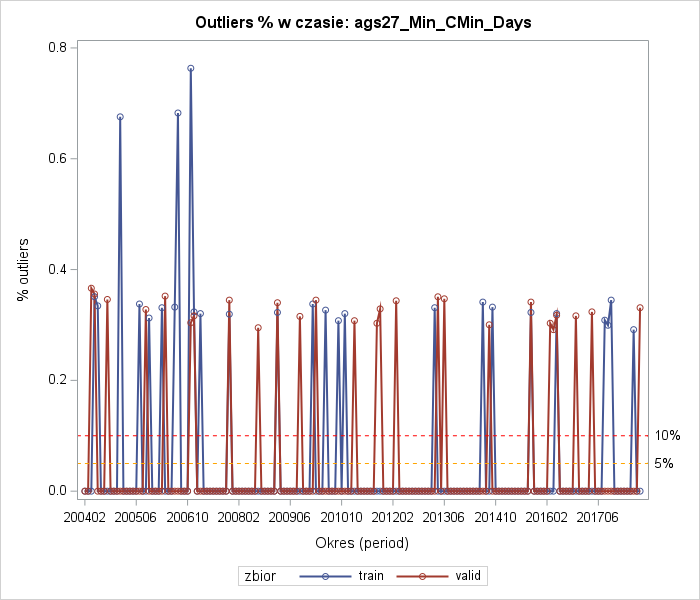 Outliers % w czasie: ags27_Min_CMin_Days
% outliers
0.8
0.6
0.4
0.2
0.0
10%
5%
200402 200506 200610 200802 200906 201010 201202 201306 201410 201602 201706
Okres (period)
zbior train valid